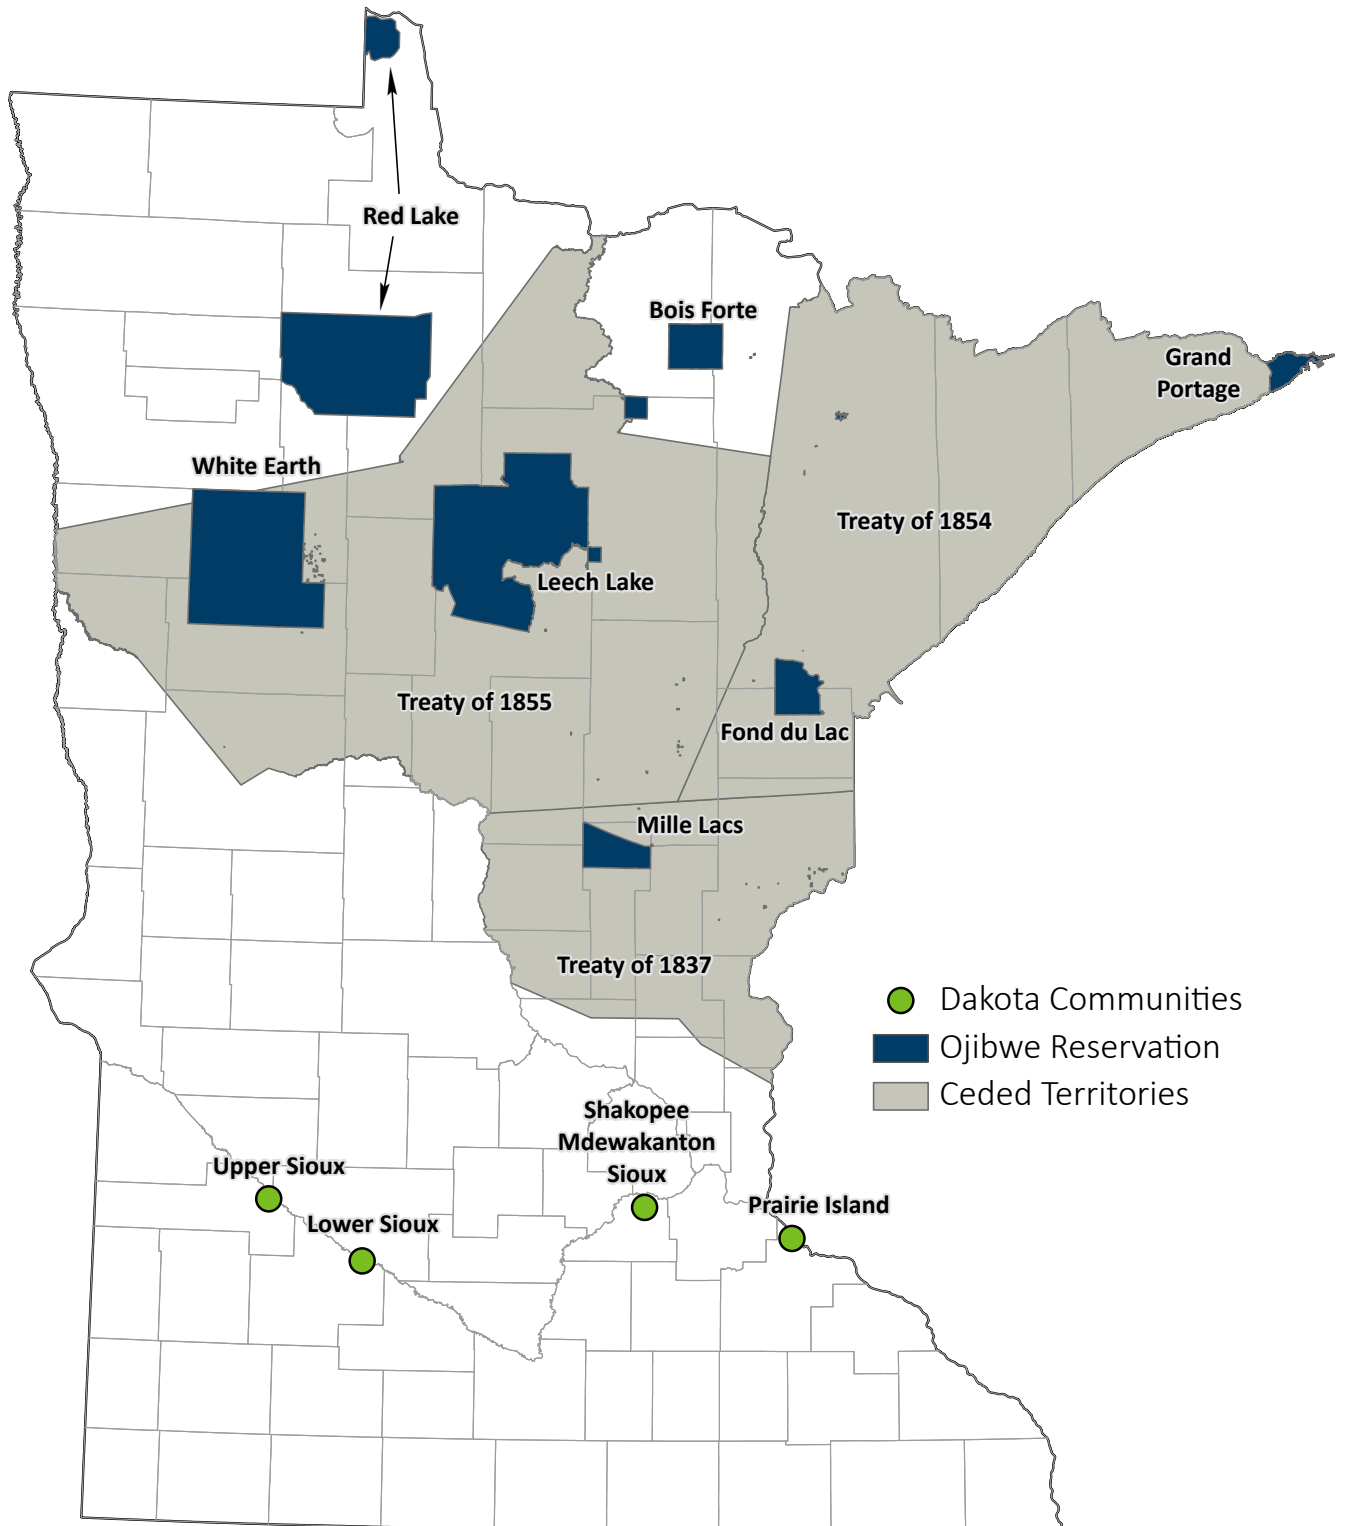 Red Lake
Bois Forte
Grand
Portage
White Earth
Treaty of 1854
Leech Lake
Treaty of 1855
Fond du Lac
Mille Lacs
Treaty of 1837
Dakota Communities
Ojibwe Reservation
Ceded Territories
Shakopee
Mdewakanton
Sioux
Upper Sioux
Prairie Island
Lower Sioux